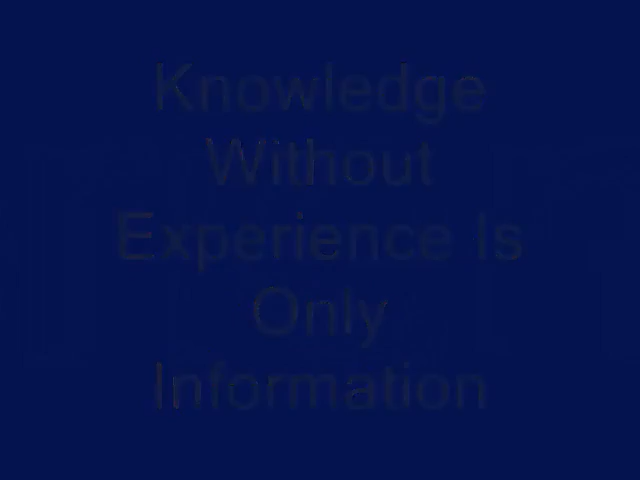 Knowledge
Without
Experience Is
Only
Information